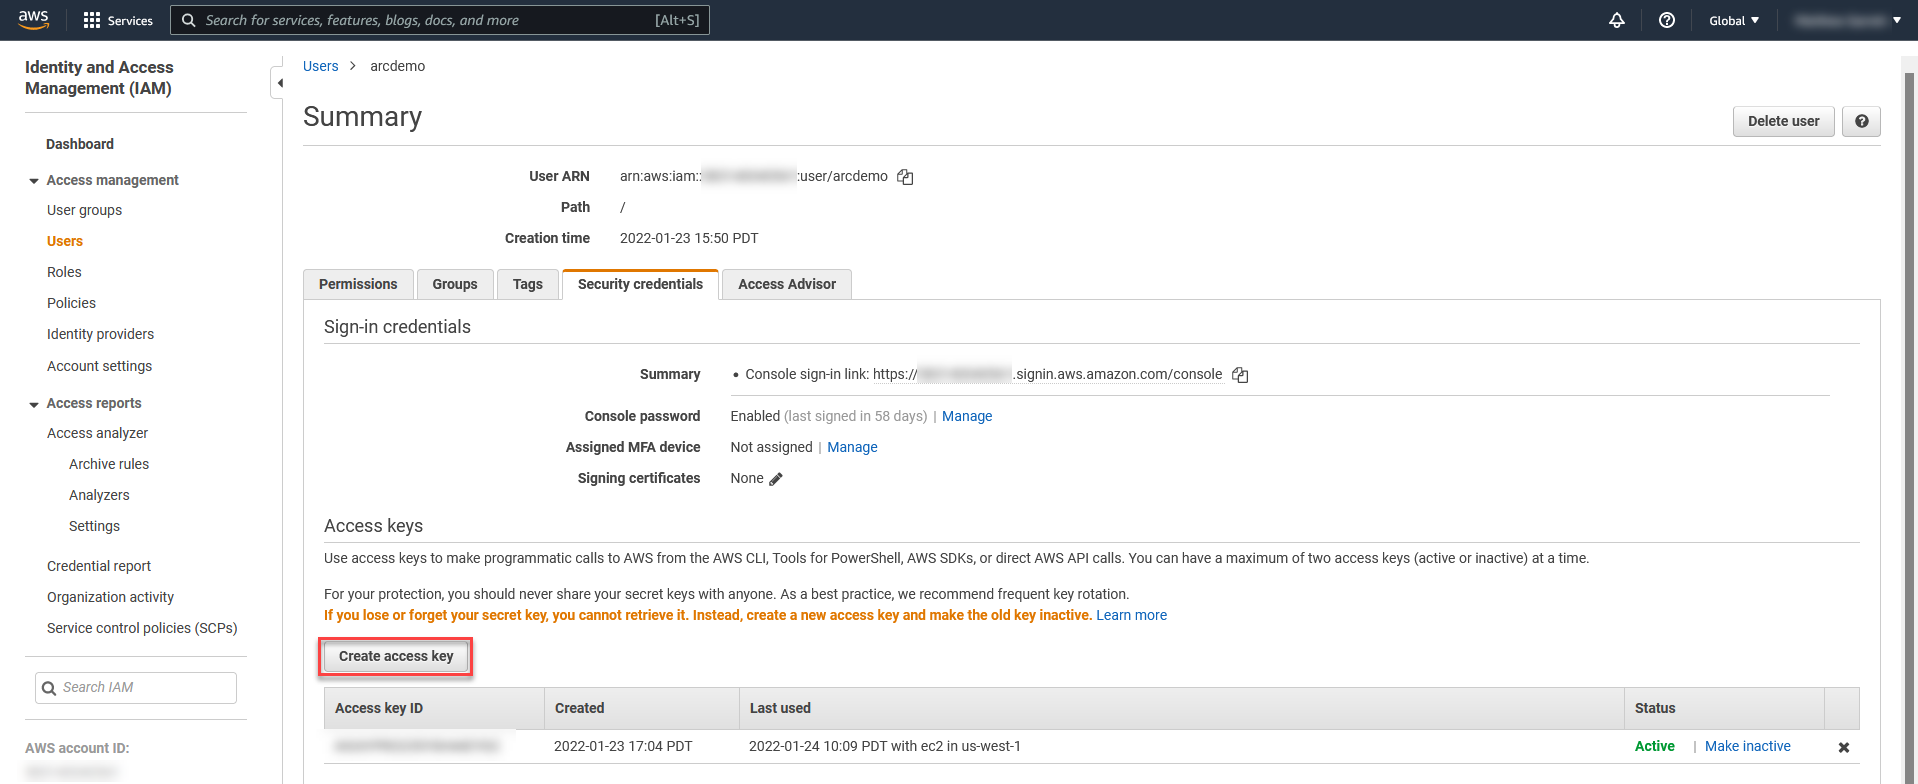 aws
Services
Search for services, features, blogs, docs, and more [Alt+S]
Global
Identity and Access
Management (IAM)
Dashboard
Access management
User groups
Users
Roles
Policies
Identity providers
Account settings
Access reports
Access analyzer
Archive rules
Analyzers
Settings
Credential report
Organization activity
Service control policies (SCPs)
Search IAM
AWS account ID:
Users > arcdemo
Summary
Delete user
User ARN arn:aws:iam:: :user/arcdemo
Path /
Creation time 2022-01-23 15:50 PDT
Permissions Groups Tags Security credentials Access Advisor
Sign-in credentials
Summary • Console sign-in link: https:// .signin.aws.amazon.com/console
Console password Enabled (last signed in 58 days) | Manage
Assigned MFA device Not assigned | Manage
Signing certificates None
Access keys
Use access keys to make programmatic calls to AWS from the AWS CLI, Tools for PowerShell, AWS SDKs, or direct AWS API calls. You can have a maximum of two access keys (active or inactive) at a time.
For your protection, you should never share your secret keys with anyone. As a best practice, we recommend frequent key rotation.
If you lose or forget your secret key, you cannot retrieve it. Instead, create a new access key and make the old key inactive. Learn more
Create access key
Access key ID Created Last used Status
2022-01-23 17:04 PDT 2022-01-24 10:09 PDT with ec2 in us-west-1 Active | Make inactive